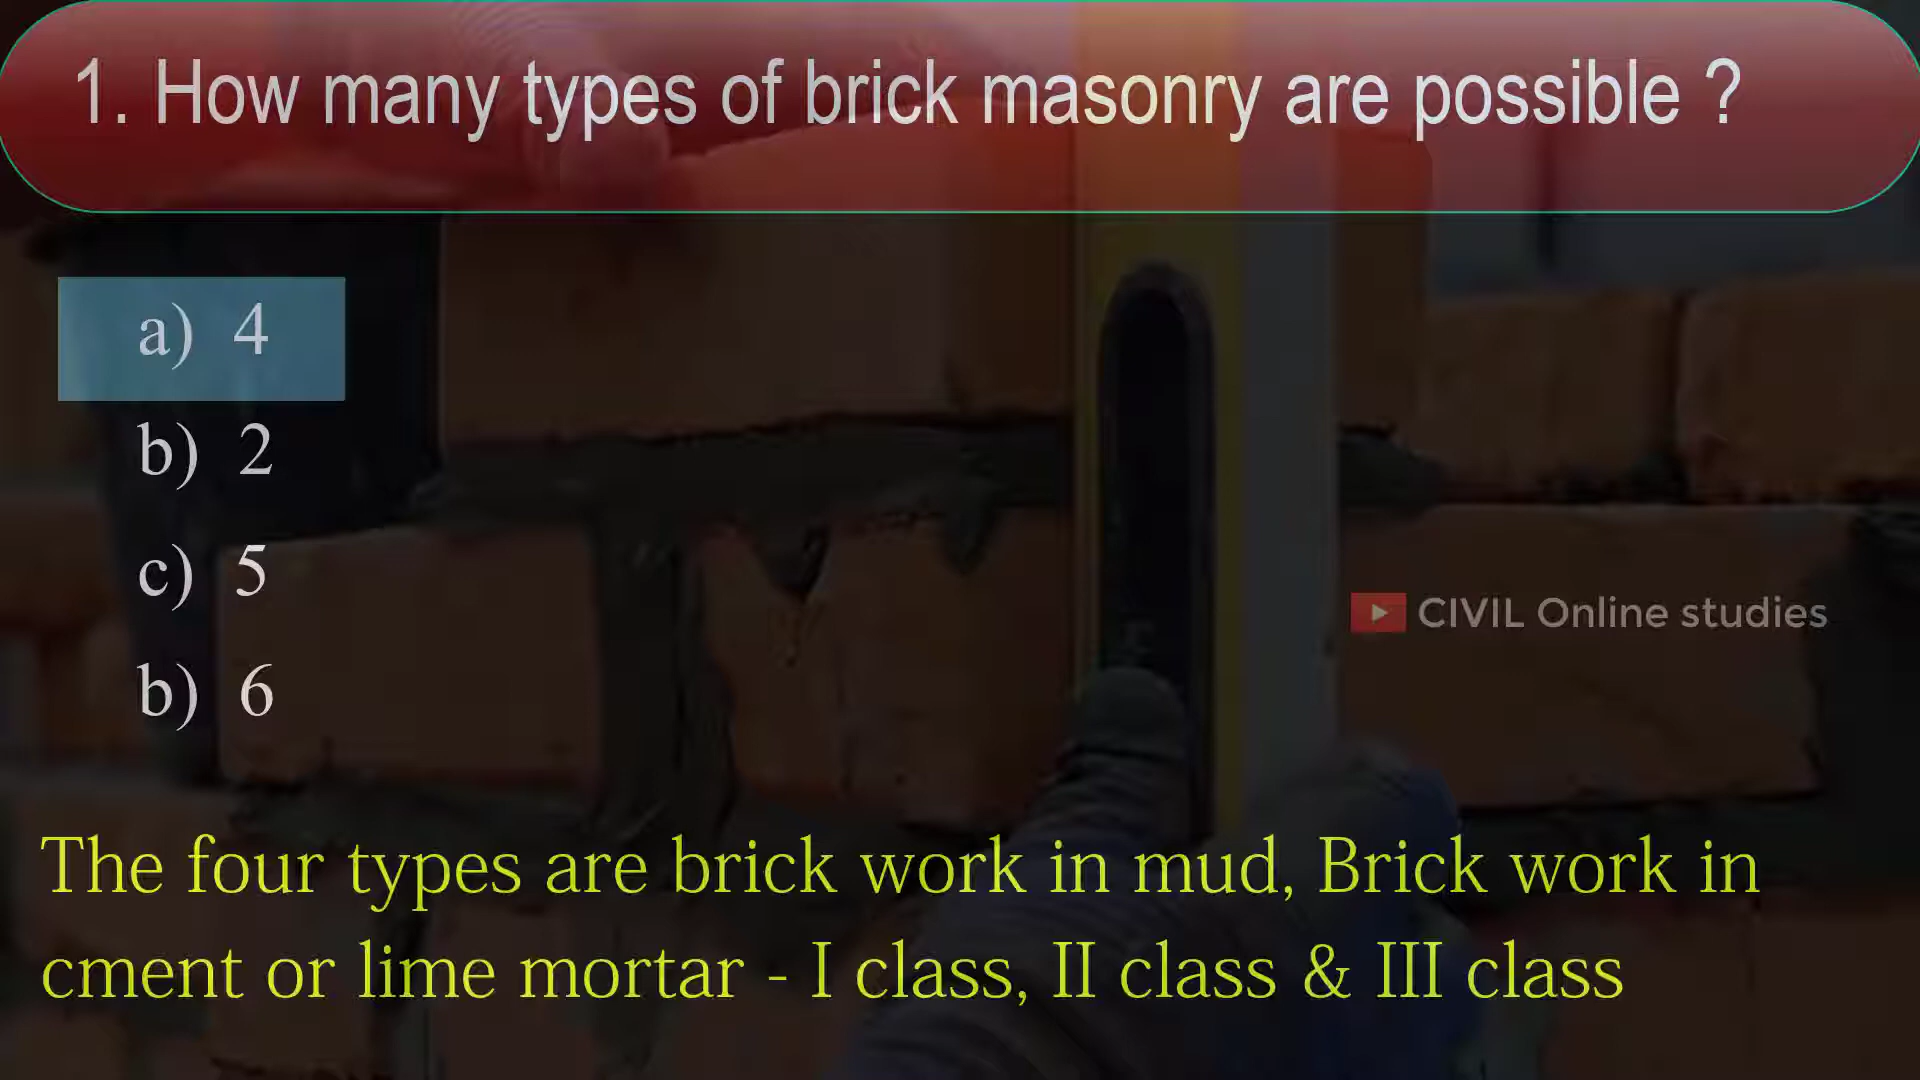 1. How many types of brick masonry are possible ?
a) 4
b) 2
c) 5
b) 6
CIVIL Online studies
The four types are brick work in mud, Brick work in
cment or lime mortar - I class, II class & III class